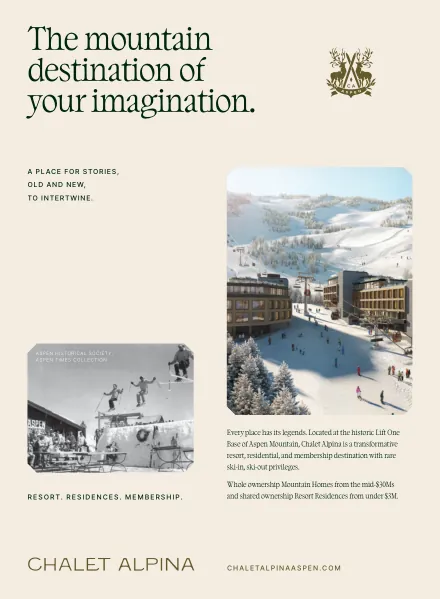 The mountain
destination of
your imagination.
ASPEN
A PLACE FOR STORIES,
OLD AND NEW,
TO INTERTWINE.
ASPEN HISTORICAL SOCIETY
ASPEN TIMES COLLECTION
ASPEN
Every place has its legends. Located at the historic Lift One
Base of Aspen Mountain, Chalet Alpina is a transformative
resort, residential, and membership destination with rare
ski-in, ski-out privileges.
Whole ownership Mountain Homes from the mid-$30Ms
and shared ownership Resort Residences from under $3M.
RESORT. RESIDENCES. MEMBERSHIP.
CHALET ALPINA
CHALETALPINAASPEN.COM